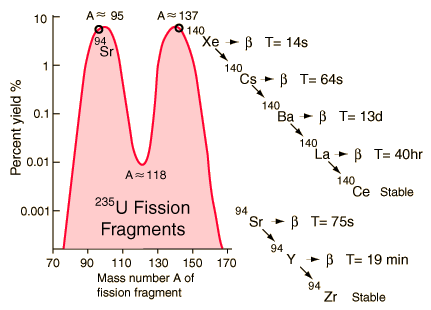 A≈95
A≈137
10
1
0.1
0.01
0.001
Percent yield %
94
Sr
A≈118
235U Fission
Fragments
70 90 110 130 150 170
Mass number A of
fission fragment
140 Xe β T= 14s
140 Cs β T= 64s
140 Ba β T= 13d
140 La β T= 40hr
140 Ce Stable
94 Sr β T= 75s
94 Y β T= 19 min
94 Zr Stable